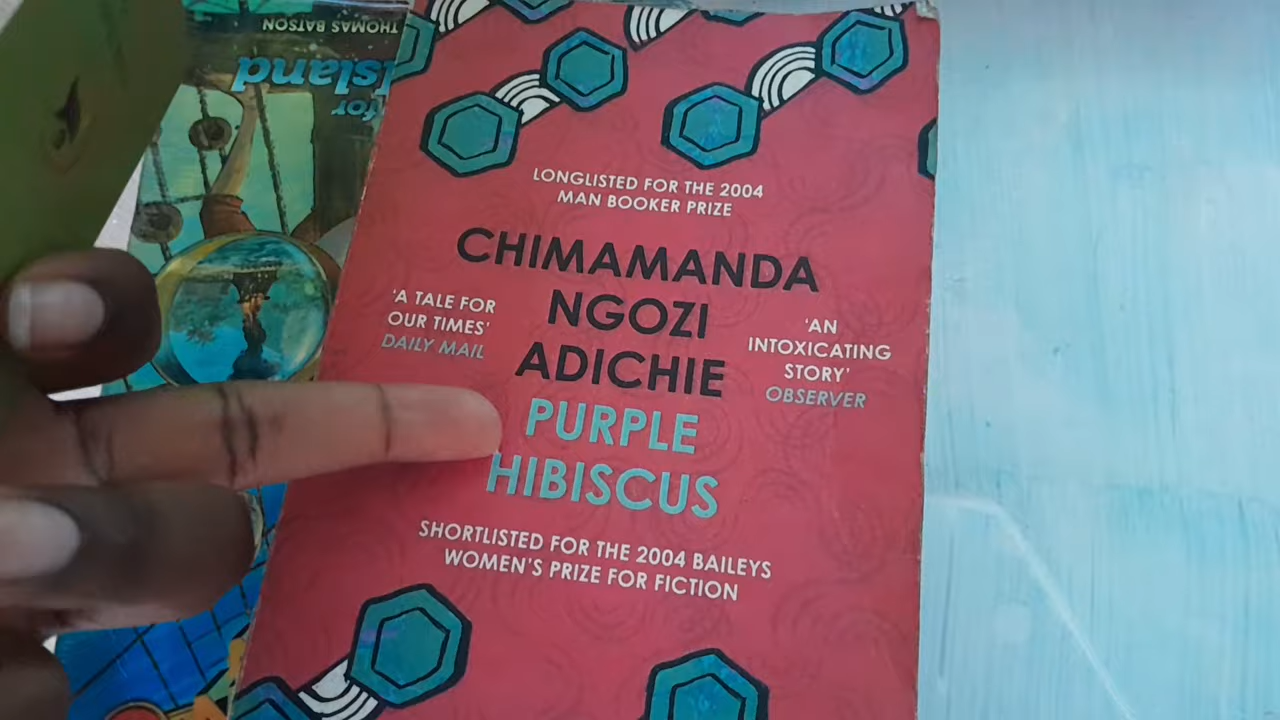 THOMAS BATSON
for
Island
LONGLISTED FOR THE 2004
MAN BOOKER PRIZE
CHIMAMANDA
NGOZI
ADICHIE
'A TALE FOR
OUR TIMES'
DAILY MAIL
'AN
INTOXICATING
STORY'
OBSERVER
PURPLE
HIBISCUS
SHORTLISTED FOR THE 2004 BAILEYS
WOMEN'S PRIZE FOR FICTION